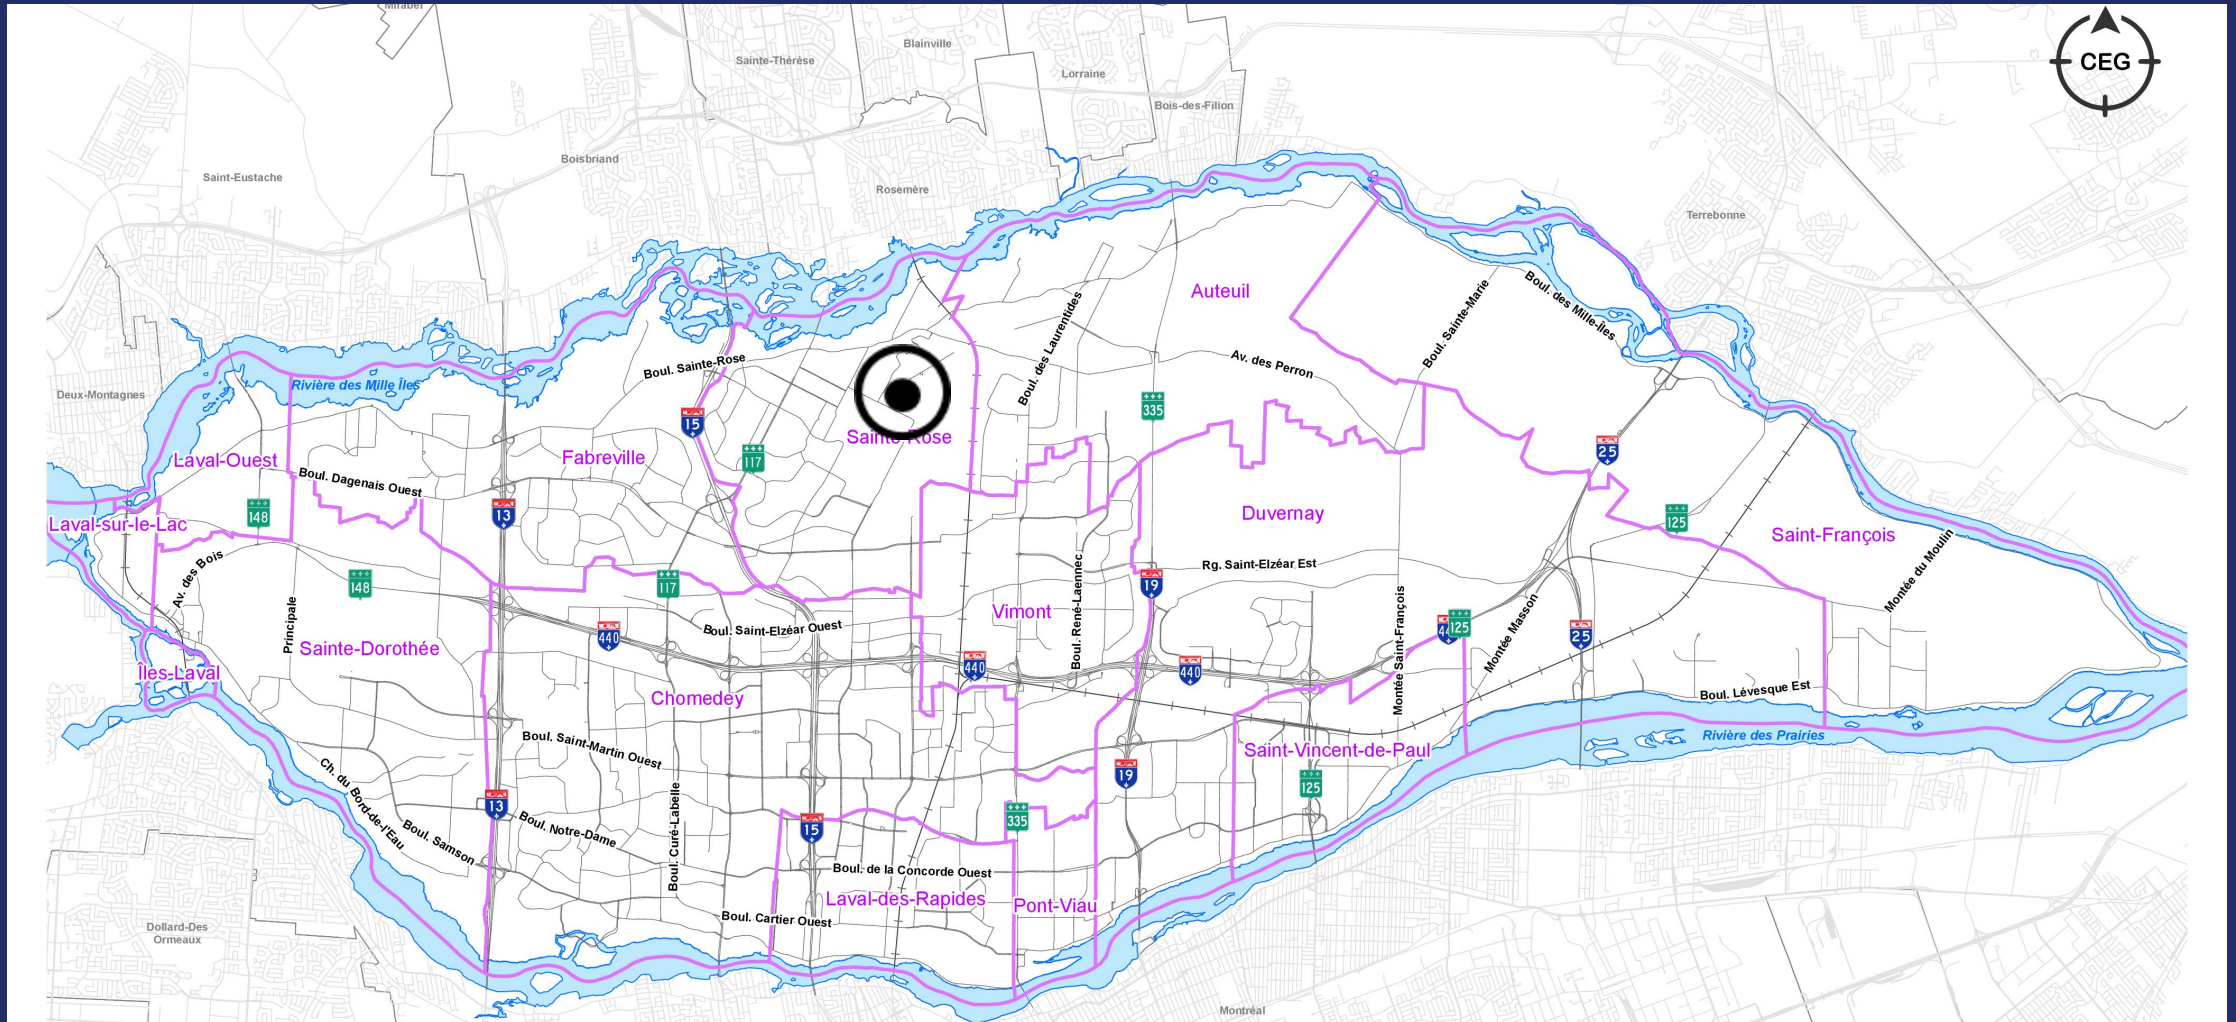 Mirabel
Blainville
Sainte-Thérèse
Lorraine
CEG
Bois-des-Filion
Boisbriand
Saint-Eustache
Rosemère
Terrebonne
Auteuil
Boul. des Mille-Îles
Boul. Sainte-Marie
Boul. des Laurentides
Boul. Sainte-Rose
Av. des Perron
Rivière des Mille Îles
Deux-Montagnes
335
15
Sainte-Rose
25
Laval-Ouest
Fabreville
117
Boul. Dagenais Ouest
148
13
Duvernay
125
Laval-sur-le-Lac
Saint-François
Montée du Moulin
Av. des Bois
148
117
Rg. Saint-Elzéar Est
19
Boul. René-Laennec
Vimont
Montée Saint-François
Montée Masson
Principale
Boul. Saint-Elzéar Ouest
440
125
25
Sainte-Dorothée
440
440
Îles-Laval
Chomedey
Boul. Lévesque Est
Rivière des Prairies
Boul. Saint-Martin Ouest
Saint-Vincent-de-Paul
19
125
Ch. du Bord-de-l'Eau
13
Boul. Curé-Labelle
335
15
Boul. Notre-Dame
Boul. Samson
Boul. de la Concorde Ouest
Laval-des-Rapides
Pont-Viau
Boul. Cartier Ouest
Dollard-Des
Ormeaux
Montréal